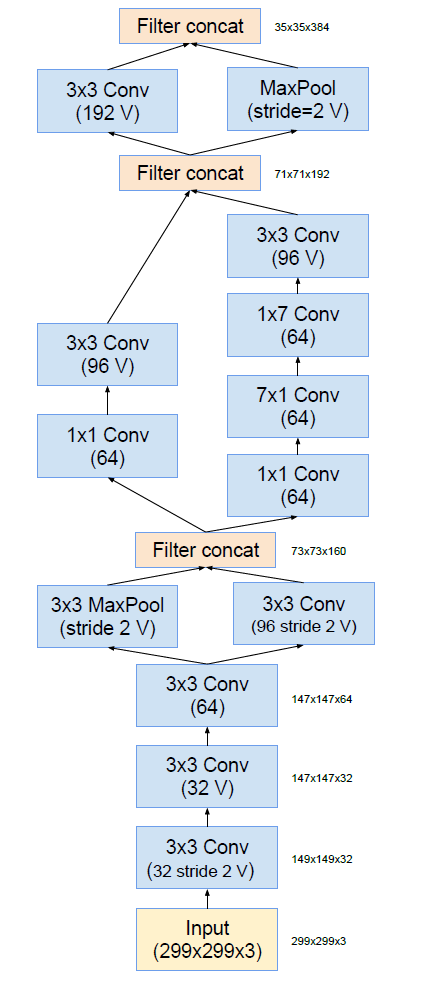 Filter concat
35x35x384
3x3 Conv
(192 V)
MaxPool
(stride=2 V)
Filter concat
71x71x192
3x3 Conv
(96 V)
1x7 Conv
(64)
3x3 Conv
(96 V)
7x1 Conv
(64)
1x1 Conv
(64)
1x1 Conv
(64)
Filter concat
73x73x160
3x3 MaxPool
(stride 2 V)
3x3 Conv
(96 stride 2 V)
3x3 Conv
(64)
147x147x64
3x3 Conv
(32 V)
147x147x32
3x3 Conv
(32 stride 2 V)
149x149x32
Input
(299x299x3)
299x299x3